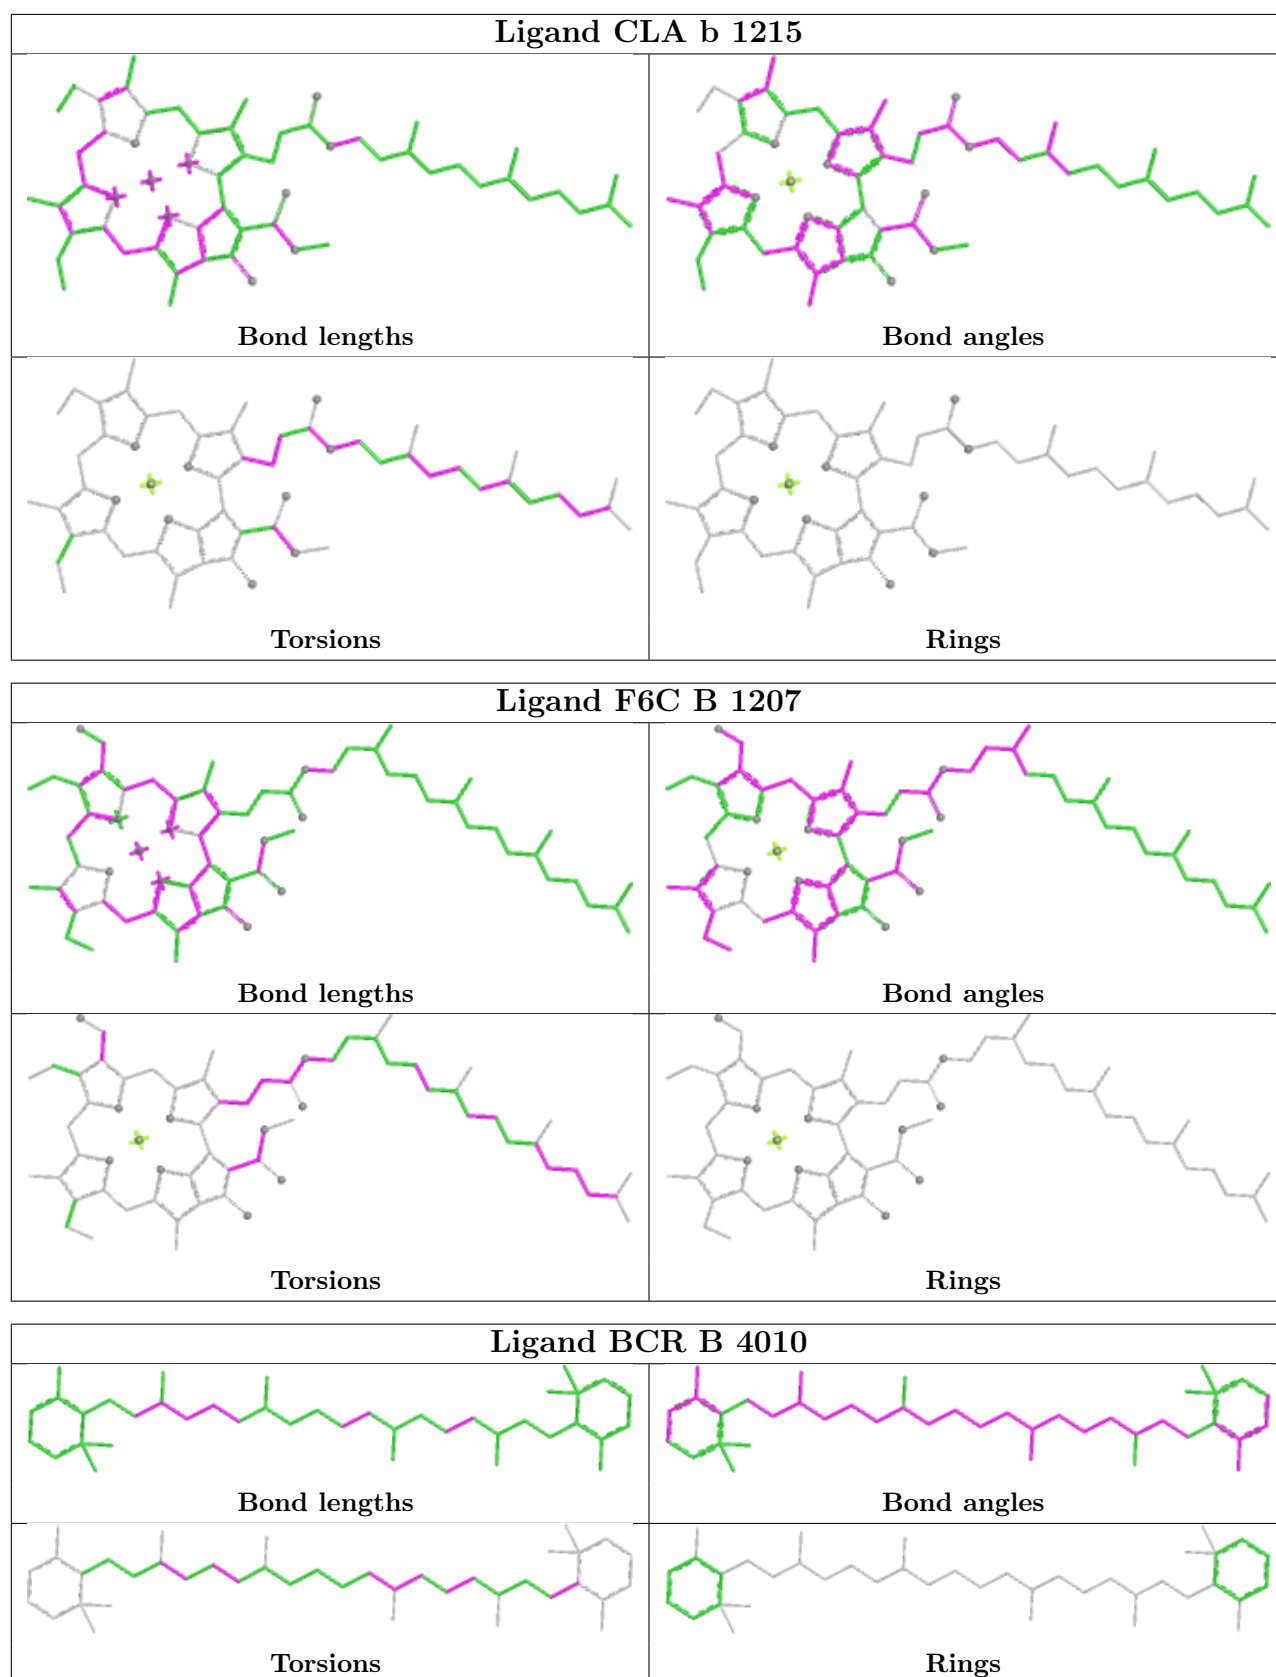 Ligand CLA b 1215
Bond lengths
Bond angles
Torsions
Rings
Ligand F6C B 1207
Bond lengths
Bond angles
Torsions
Rings
Ligand BCR B 4010
Bond lengths
Bond angles
Torsions
Rings